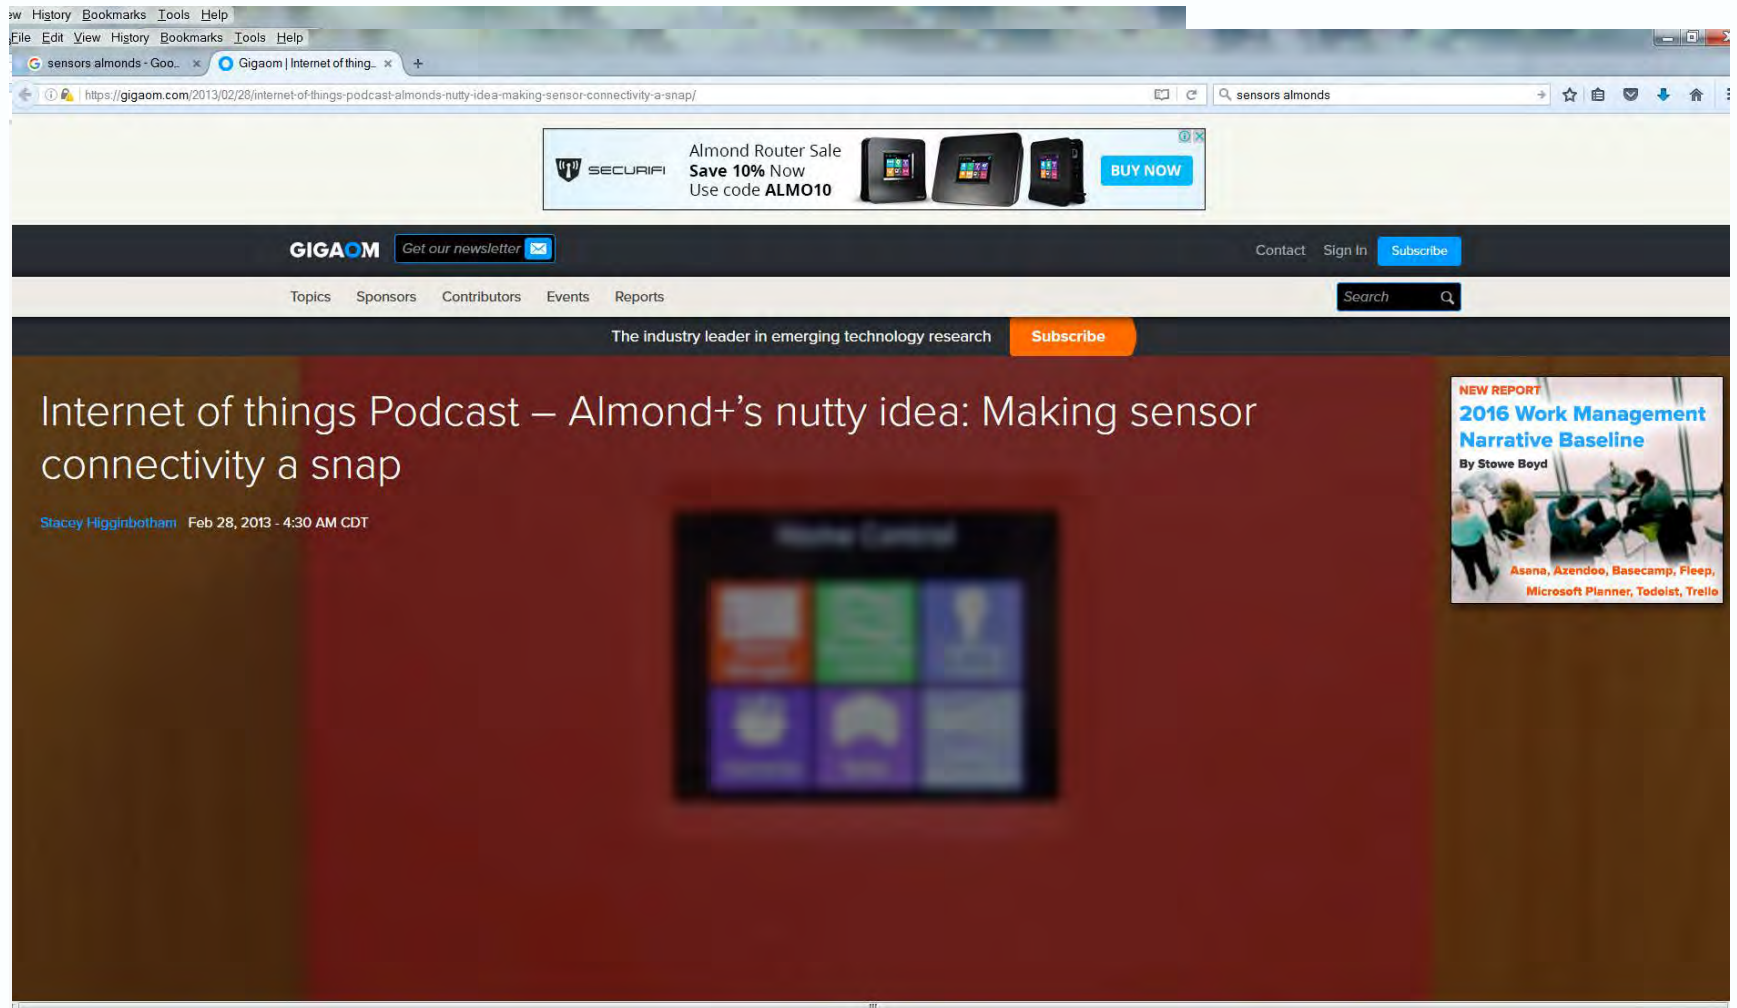 ew History Bookmarks Tools Help
File Edit View History Bookmarks Tools Help
sensors almonds - Goo..
Gigaom | Internet of thing..
https://gigaom.com/2013/02/28/internet-of-things-podcast-almonds-nutty-idea-making-sensor-connectivity-a-snap/
sensors almonds
SECURIFI
Almond Router Sale
Save 10% Now
Use code ALMO10
BUY NOW
GIGAOM
Get our newsletter
Contact Sign In Subscribe
Topics Sponsors Contributors Events Reports
Search
The industry leader in emerging technology research Subscribe
Internet of things Podcast – Almond+'s nutty idea: Making sensor
connectivity a snap
Stacey Higginbotham Feb 28, 2013 - 4:30 AM CDT
NEW REPORT
2016 Work Management
Narrative Baseline
By Stowe Boyd
Asana, Azendoo, Basecamp, Fleep,
Microsoft Planner, Todoist, Trello
Home Control